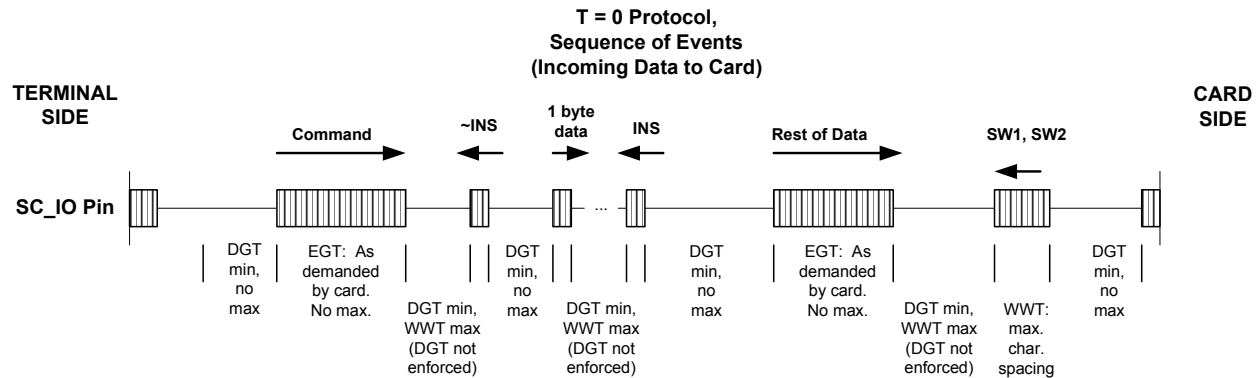 T = 0 Protocol,
Sequence of Events
(Incoming Data to Card)
TERMINAL
SIDE
CARD
SIDE
Command
~INS
1 byte
data
INS
Rest of Data
SW1, SW2
SC_IO Pin
...
DGT
min,
no
max
EGT: As
demanded
by card.
No max.
DGT min,
WWT max
(DGT not
enforced)
DGT
min,
no
max
DGT min,
WWT max
(DGT not
enforced)
DGT
min,
no
max
EGT: As
demanded
by card.
No max.
DGT min,
WWT max
(DGT not
enforced)
WWT:
max.
char.
spacing
DGT
min,
no
max